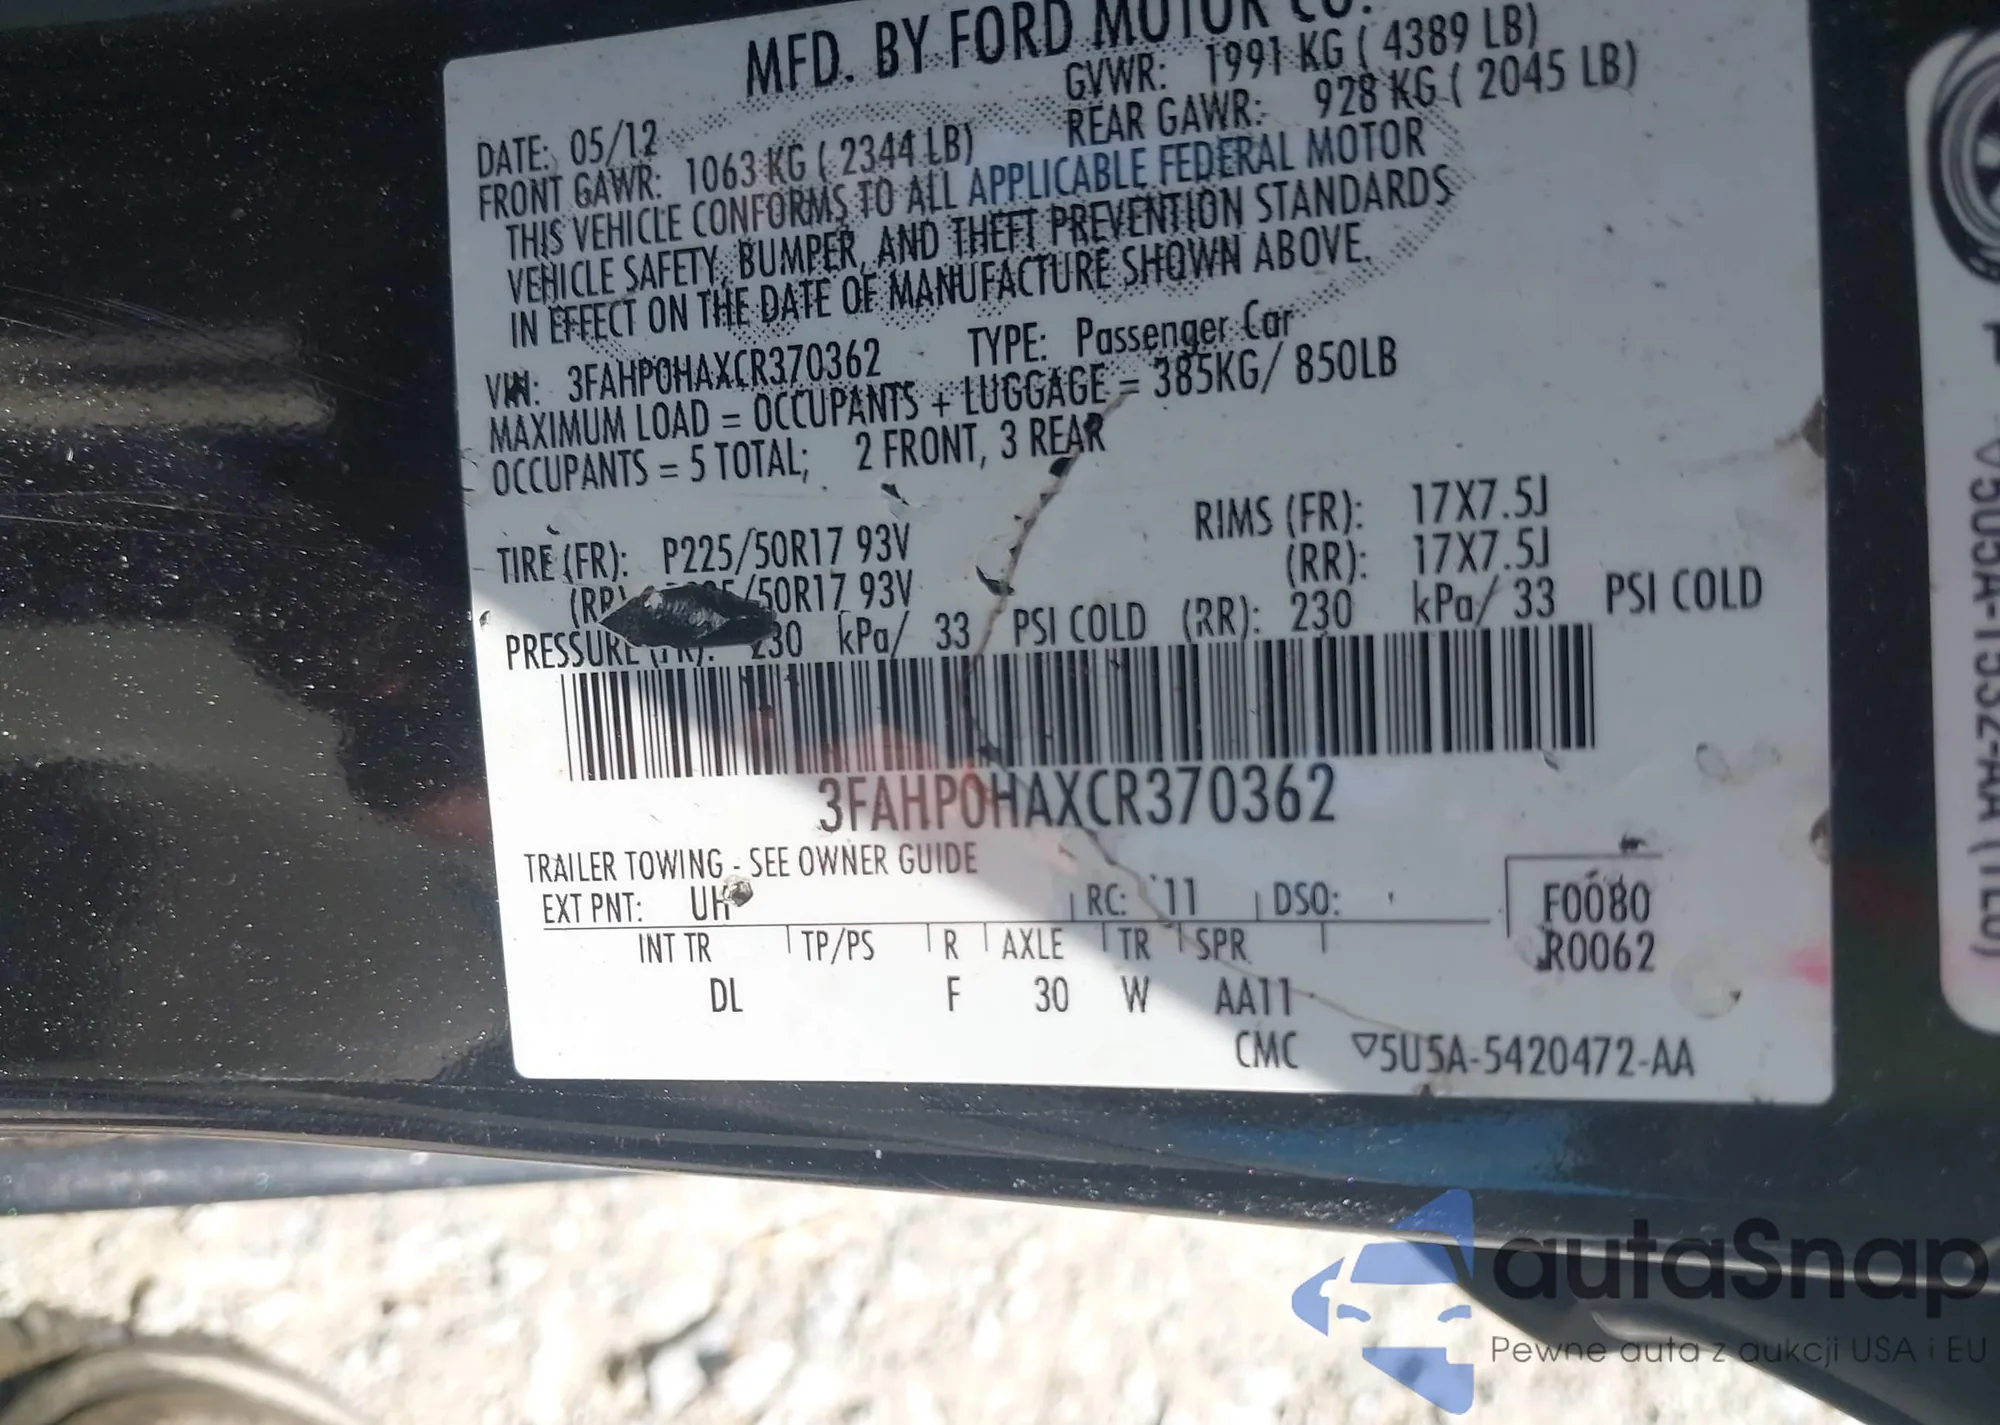 MFD. BY FORD MOTOR CO.
DATE: 05/12 GVWR: 1991 KG ( 4389 LB)
FRONT GAWR: 1063 KG ( 2344 LB) REAR GAWR: 928 KG ( 2045 LB)
THIS VEHICLE CONFORMS TO ALL APPLICABLE FEDERAL MOTOR
VEHICLE SAFETY, BUMPER, AND THEFT PREVENTION STANDARDS
IN EFFECT ON THE DATE OF MANUFACTURE SHOWN ABOVE.
VIN: 3FAHP0HAXCR370362 TYPE: Passenger Car
MAXIMUM LOAD = OCCUPANTS + LUGGAGE = 385KG/ 850LB
OCCUPANTS = 5 TOTAL; 2 FRONT, 3 REAR
TIRE (FR): P225/50R17 93V RIMS (FR): 17X7.5J
(RR) /50R17 93V (RR): 17X7.5J
PRESSURE 230 kPa/ 33 PSI COLD (RR): 230 kPa/ 33 PSI COLD
3FAHP0HAXCR370362
TRAILER TOWING - SEE OWNER GUIDE
EXT PNT: UH RC: 11 DSO: F0080
INT TR TP/PS R AXLE TR SPR R0062
DL F 30 W AA11
CMC ▽5U5A-5420472-AA
autaSnap
Pewne auta z aukcji USA i EU